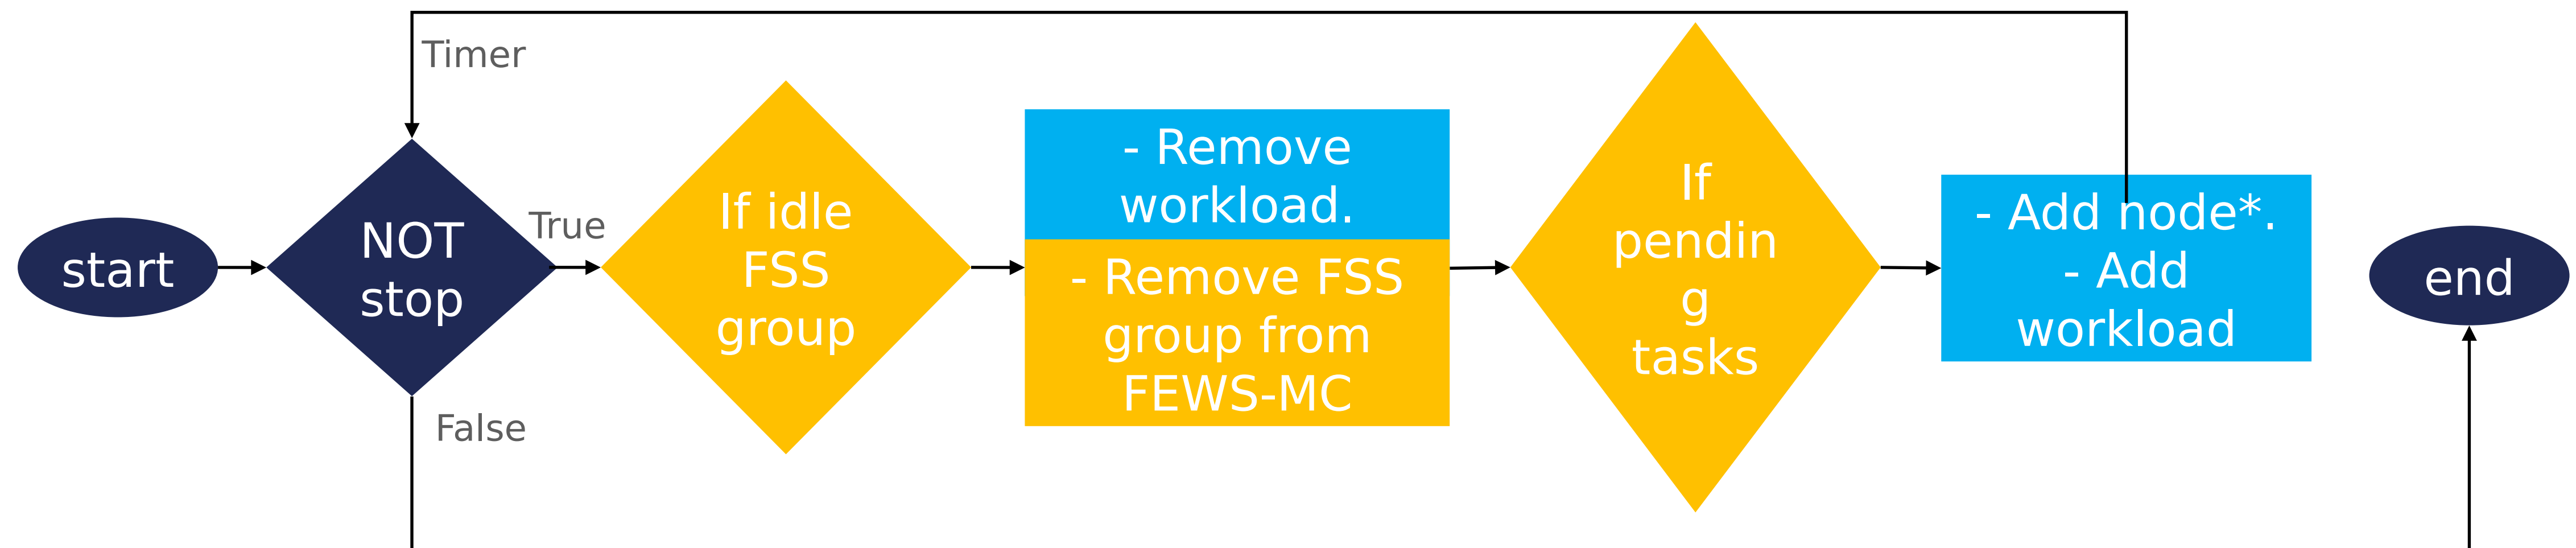 Timer
start
NOT
stop
True
False
If idle
FSS
group
- Remove
workload.
- Remove FSS
group from
FEWS-MC
If
pendin
g
tasks
- Add node*.
- Add
workload
end